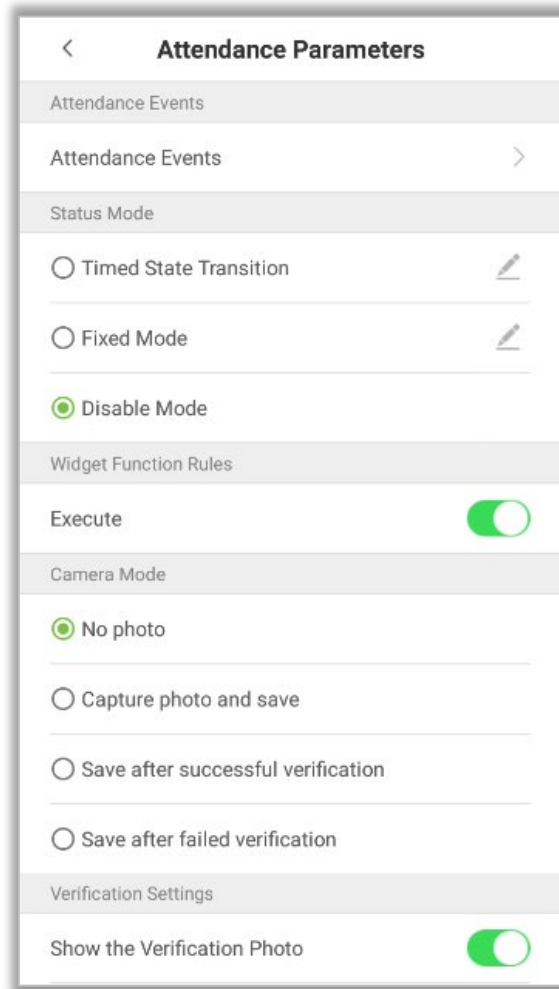 Attendance Parameters
Attendance Events
Attendance Events
Status Mode
Timed State Transition
Fixed Mode
Disable Mode
Widget Function Rules
Execute
Camera Mode
No photo
Capture photo and save
Save after successful verification
Save after failed verification
Verification Settings
Show the Verification Photo